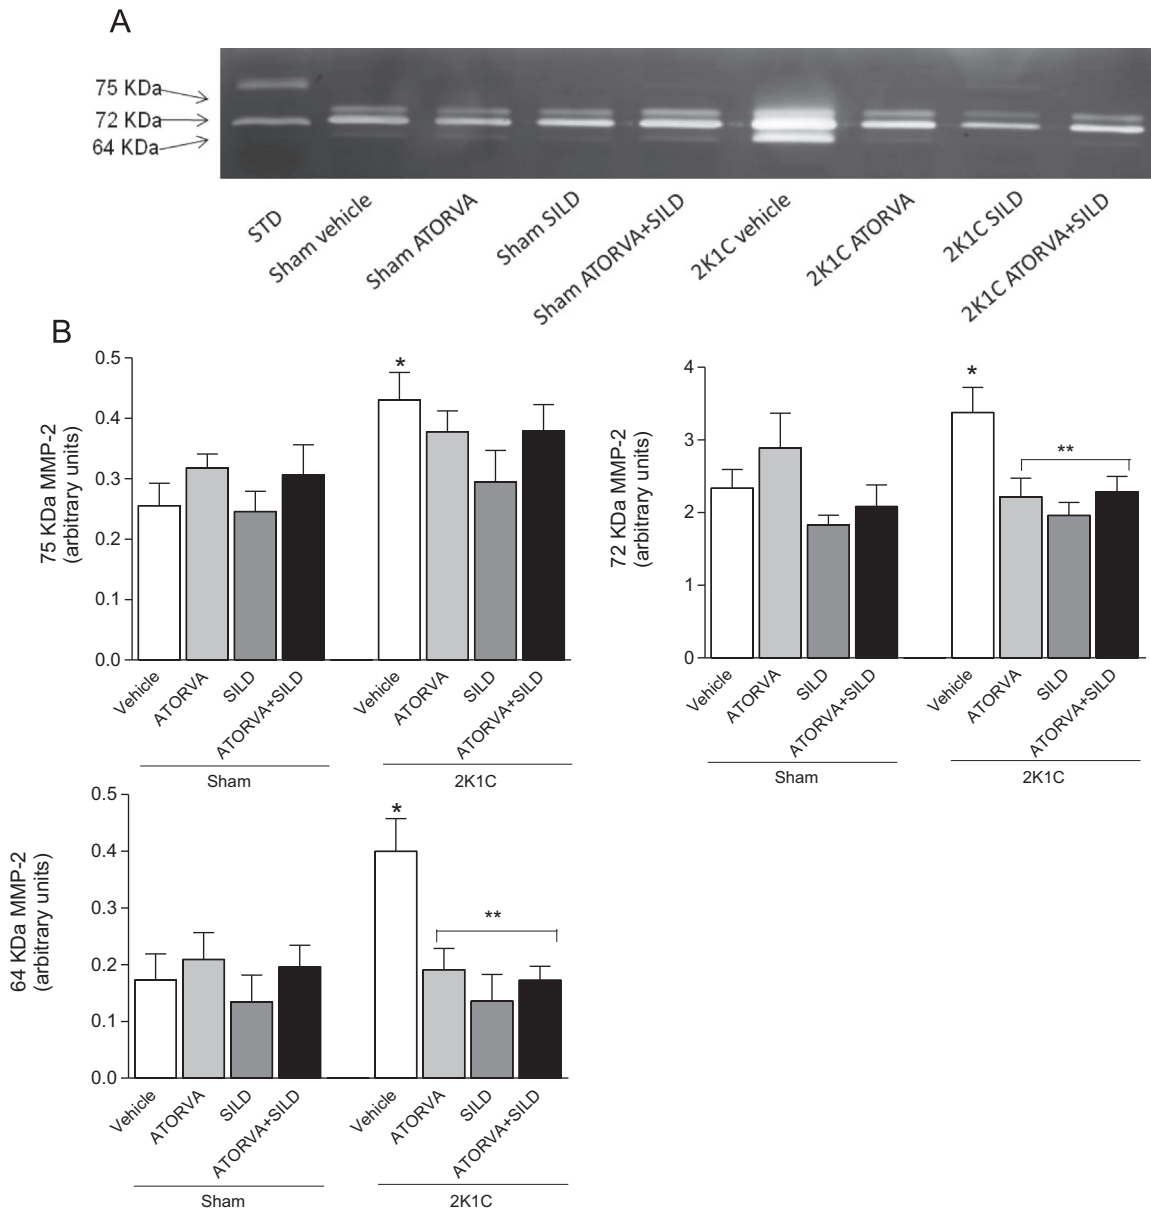 A
75 KDa
72 KDa
64 KDa
STD
Sham vehicle
Sham ATORVA
Sham SILD
Sham ATORVA+SILD
2K1C vehicle
2K1C ATORVA
2K1C SILD
2K1C ATORVA+SILD
B
75 KDa MMP-2
(arbitrary units)
0.5
0.4
0.3
0.2
0.1
0.0
*
Vehicle
ATORVA
SILD
ATORVA+SILD
Vehicle
ATORVA
SILD
ATORVA+SILD
Sham
2K1C
72 KDa MMP-2
(arbitrary units)
4
3
2
1
0
*
**
Vehicle
ATORVA
SILD
ATORVA+SILD
Vehicle
ATORVA
SILD
ATORVA+SILD
Sham
2K1C
64 KDa MMP-2
(arbitrary units)
0.5
0.4
0.3
0.2
0.1
0.0
*
**
Vehicle
ATORVA
SILD
ATORVA+SILD
Vehicle
ATORVA
SILD
ATORVA+SILD
Sham
2K1C